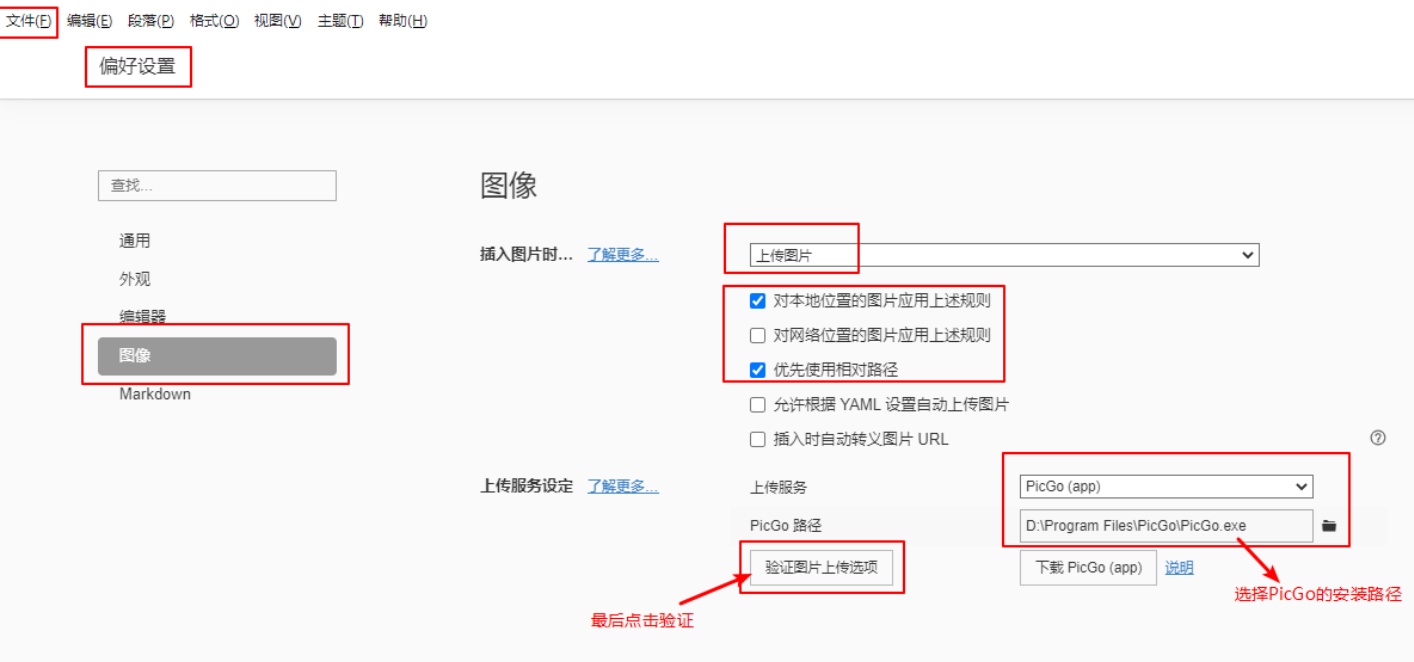 文件(F) 编辑(E) 段落(P) 格式(O) 视图(V) 主题(T) 帮助(H)
偏好设置
查找...
通用
外观
编辑器
图像
Markdown
图像
插入图片时... 了解更多... 上传图片
对本地位置的图片应用上述规则
对网络位置的图片应用上述规则
优先使用相对路径
允许根据 YAML 设置自动上传图片
插入时自动转义图片 URL
上传服务设定 了解更多... 上传服务 PicGo (app)
PicGo 路径 D:\Program Files\PicGo\PicGo.exe
验证图片上传选项 下载 PicGo (app) 说明
选择PicGo的安装路径
最后点击验证